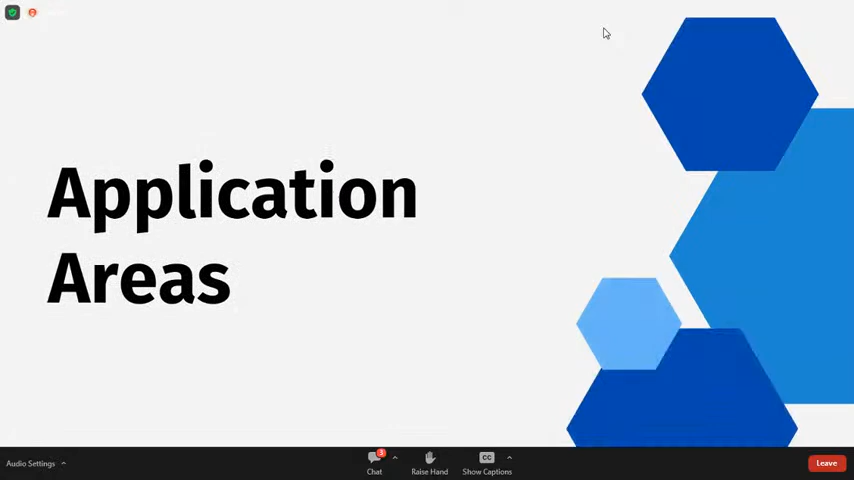 Application
Areas
Audio Settings
3
Chat
Raise Hand
CC
Show Captions
Leave